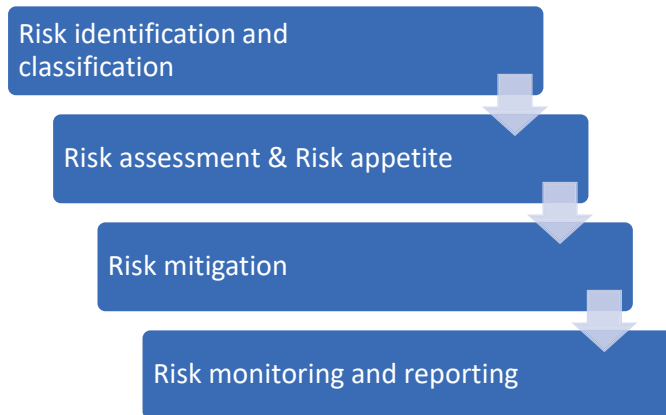 Risk identification and
classification
Risk assessment & Risk appetite
Risk mitigation
Risk monitoring and reporting